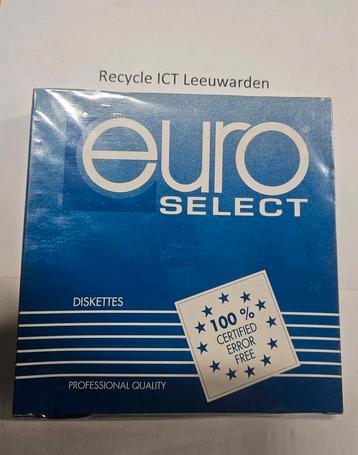 Recycle ICT Leeuwarden
euro®
SELECT
DISKETTES
100 %
CERTIFIED
ERROR
FREE
PROFESSIONAL QUALITY